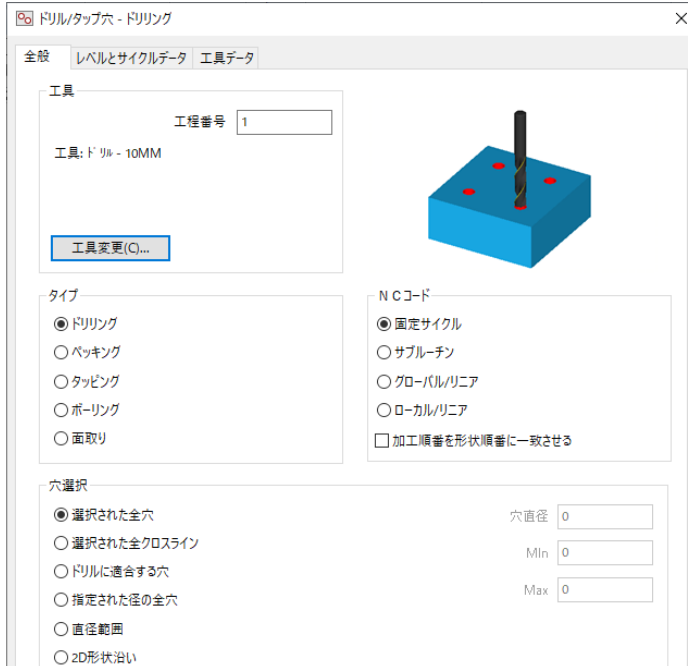 ドリル/タップ穴 - ドリリング
全般 レベルとサイクルデータ 工具データ
工具
工程番号 1
工具: ドリル - 10MM
工具変更(C)...
タイプ
ドリリング
ペッキング
タッピング
ボーリング
面取り
NCコード
固定サイクル
サブルーチン
グローバル/リニア
ローカル/リニア
加工順番を形状順番に一致させる
穴選択
選択された全穴
選択された全クロスライン
ドリルに適合する穴
指定された径の全穴
直径範囲
2D形状沿い
穴直径 0
MIn 0
Max 0